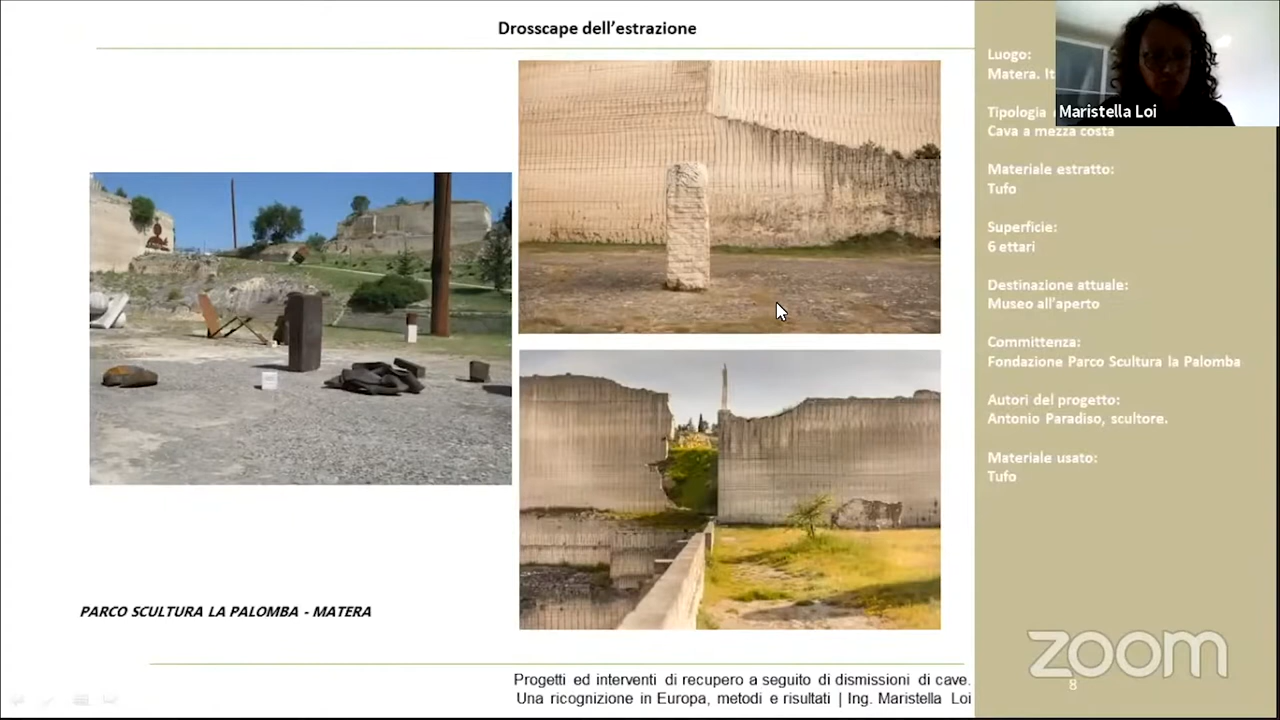 Drosscape dell'estrazione
Luogo:
Matera. It
Maristella Loi
Tipologia
Cava a mezza costa
Materiale estratto:
Tufo
Superficie:
6 ettari
Destinazione attuale:
Museo all'aperto
Committenza:
Fondazione Parco Scultura la Palomba
Autori del progetto:
Antonio Paradiso, scultore.
Materiale usato:
Tufo
PARCO SCULTURA LA PALOMBA - MATERA
zoom
8
Progetti ed interventi di recupero a seguito di dismissioni di cave.
Una ricognizione in Europa, metodi e risultati | Ing. Maristella Loi